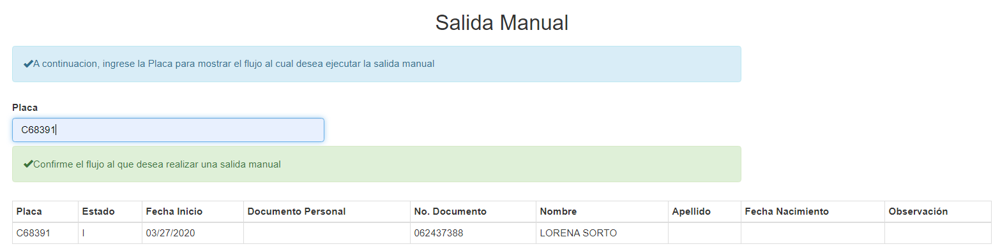 Salida Manual
A continuacion, ingrese la Placa para mostrar el flujo al cual desea ejecutar la salida manual
Placa
C68391
Confirme el flujo al que desea realizar una salida manual
Placa Estado Fecha Inicio Documento Personal No. Documento Nombre Apellido Fecha Nacimiento Observación
C68391 I 03/27/2020 062437388 LORENA SORTO